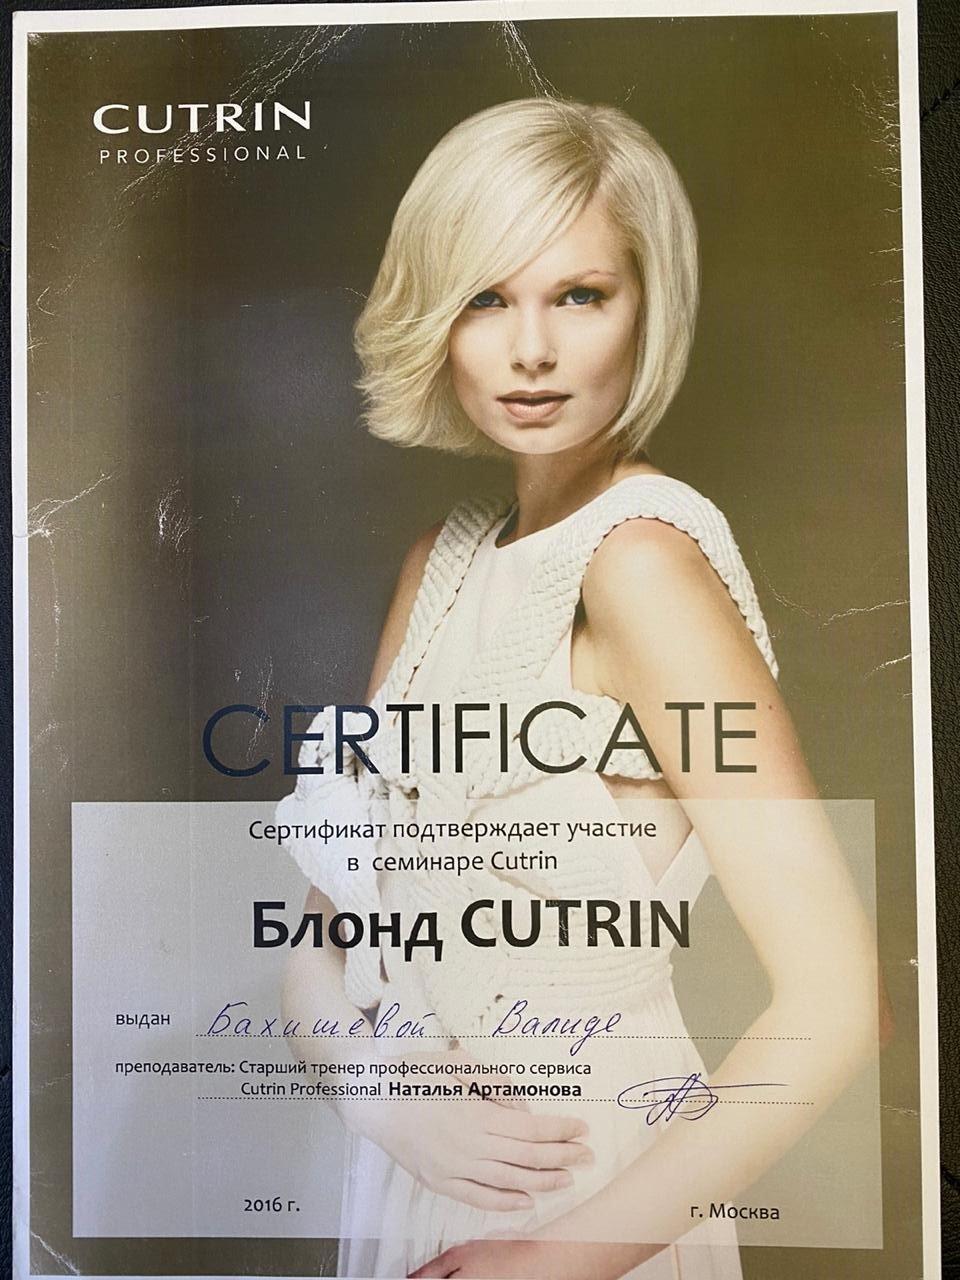 CUTRIN
PROFESSIONAL
CERTIFICATE
Сертификат подтверждает участие
в семинаре Cutrin
Блонд CUTRIN
выдан Бахишевой Валиде
преподаватель: Старший тренер профессионального сервиса
Cutrin Professional Наталья Артамонова
2016 г.
г. Москва